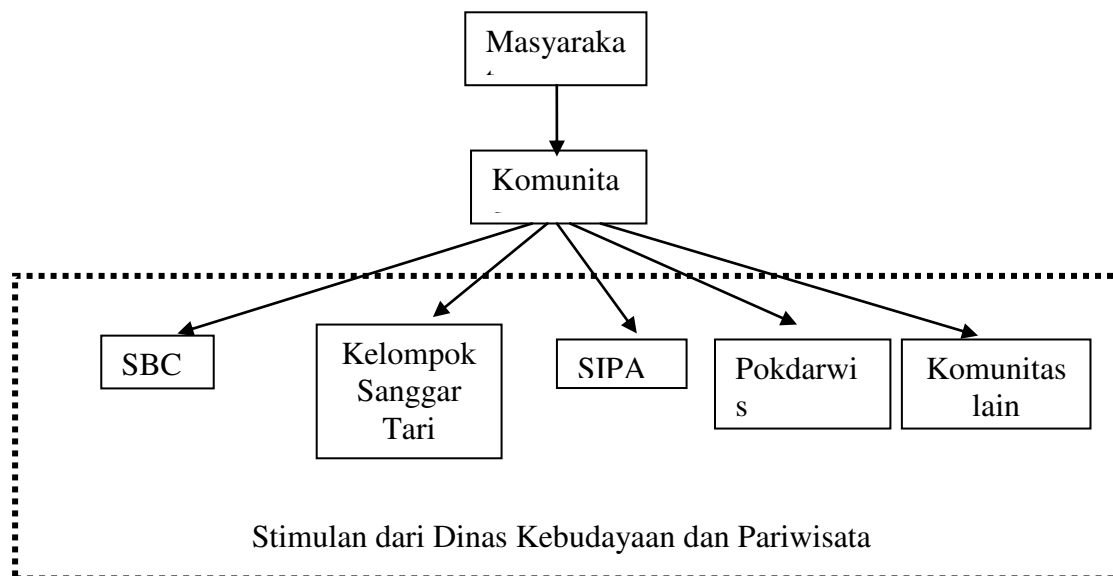 Masyaraka
Komunita
SBC
Kelompok
Sanggar
Tari
SIPA
Pokdarwi
s
Komunitas
lain
Stimulan dari Dinas Kebudayaan dan Pariwisata